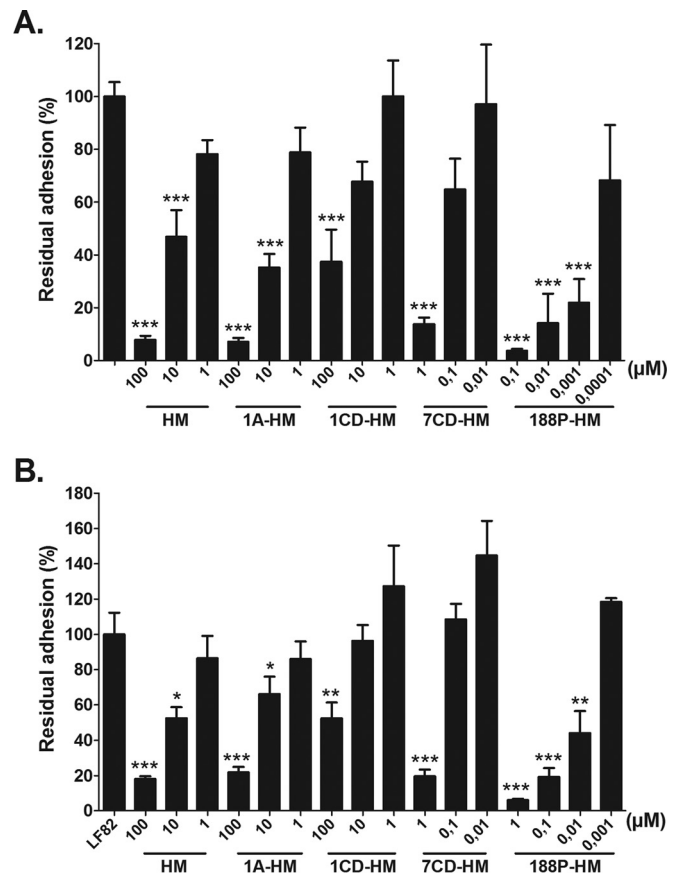 A.
Residual adhesion (%)
120
100
80
60
40
20
0
*** *** *** *** *** *** *** *** ***
100 10 1 100 10 1 100 10 1 1 0,1 0,01 0,1 0,01 0,001 0,0001 (μM)
HM 1A-HM 1CD-HM 7CD-HM 188P-HM
B.
Residual adhesion (%)
180
160
140
120
100
80
60
40
20
0
*** * *** * ** *** *** *** **
LF82 100 10 1 100 10 1 100 10 1 1 0,1 0,01 1 0,1 0,01 0,001 (μM)
HM 1A-HM 1CD-HM 7CD-HM 188P-HM